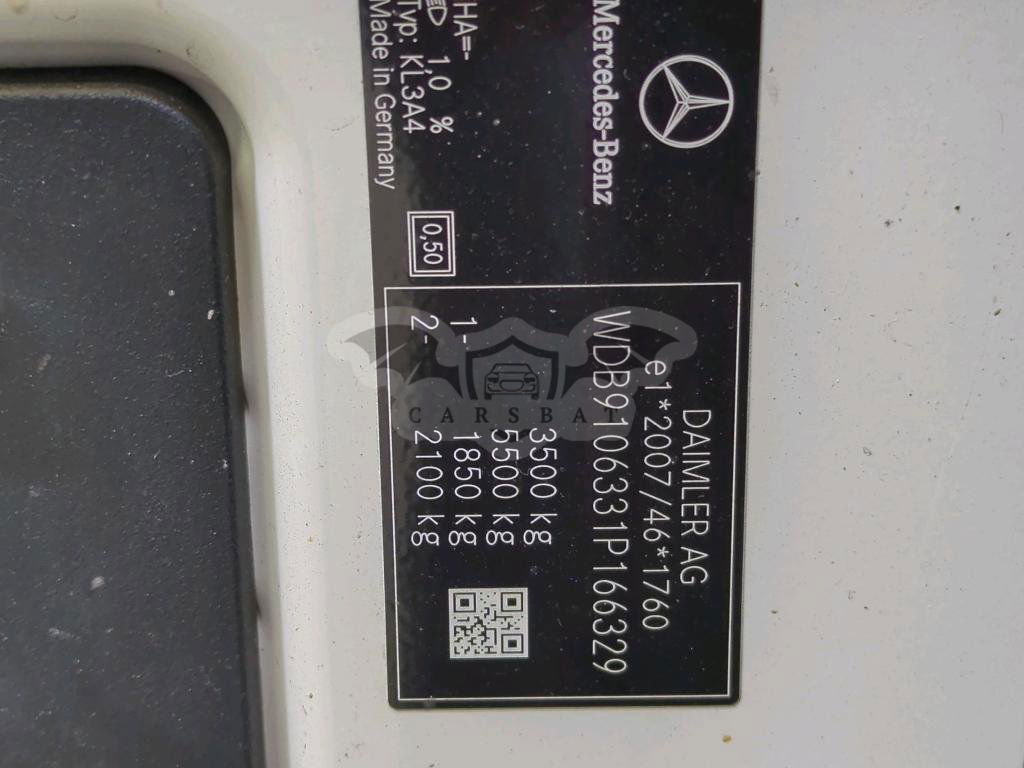 Mercedes-Benz
HA=-
1,0 %
Typ: KL3A4
Made in Germany
0,50
DAIMLER AG
e1*2007/46*1760
WDB9106331P166329
3500 kg
5500 kg
1- 1850 kg
2- 2100 kg
CARSBAT